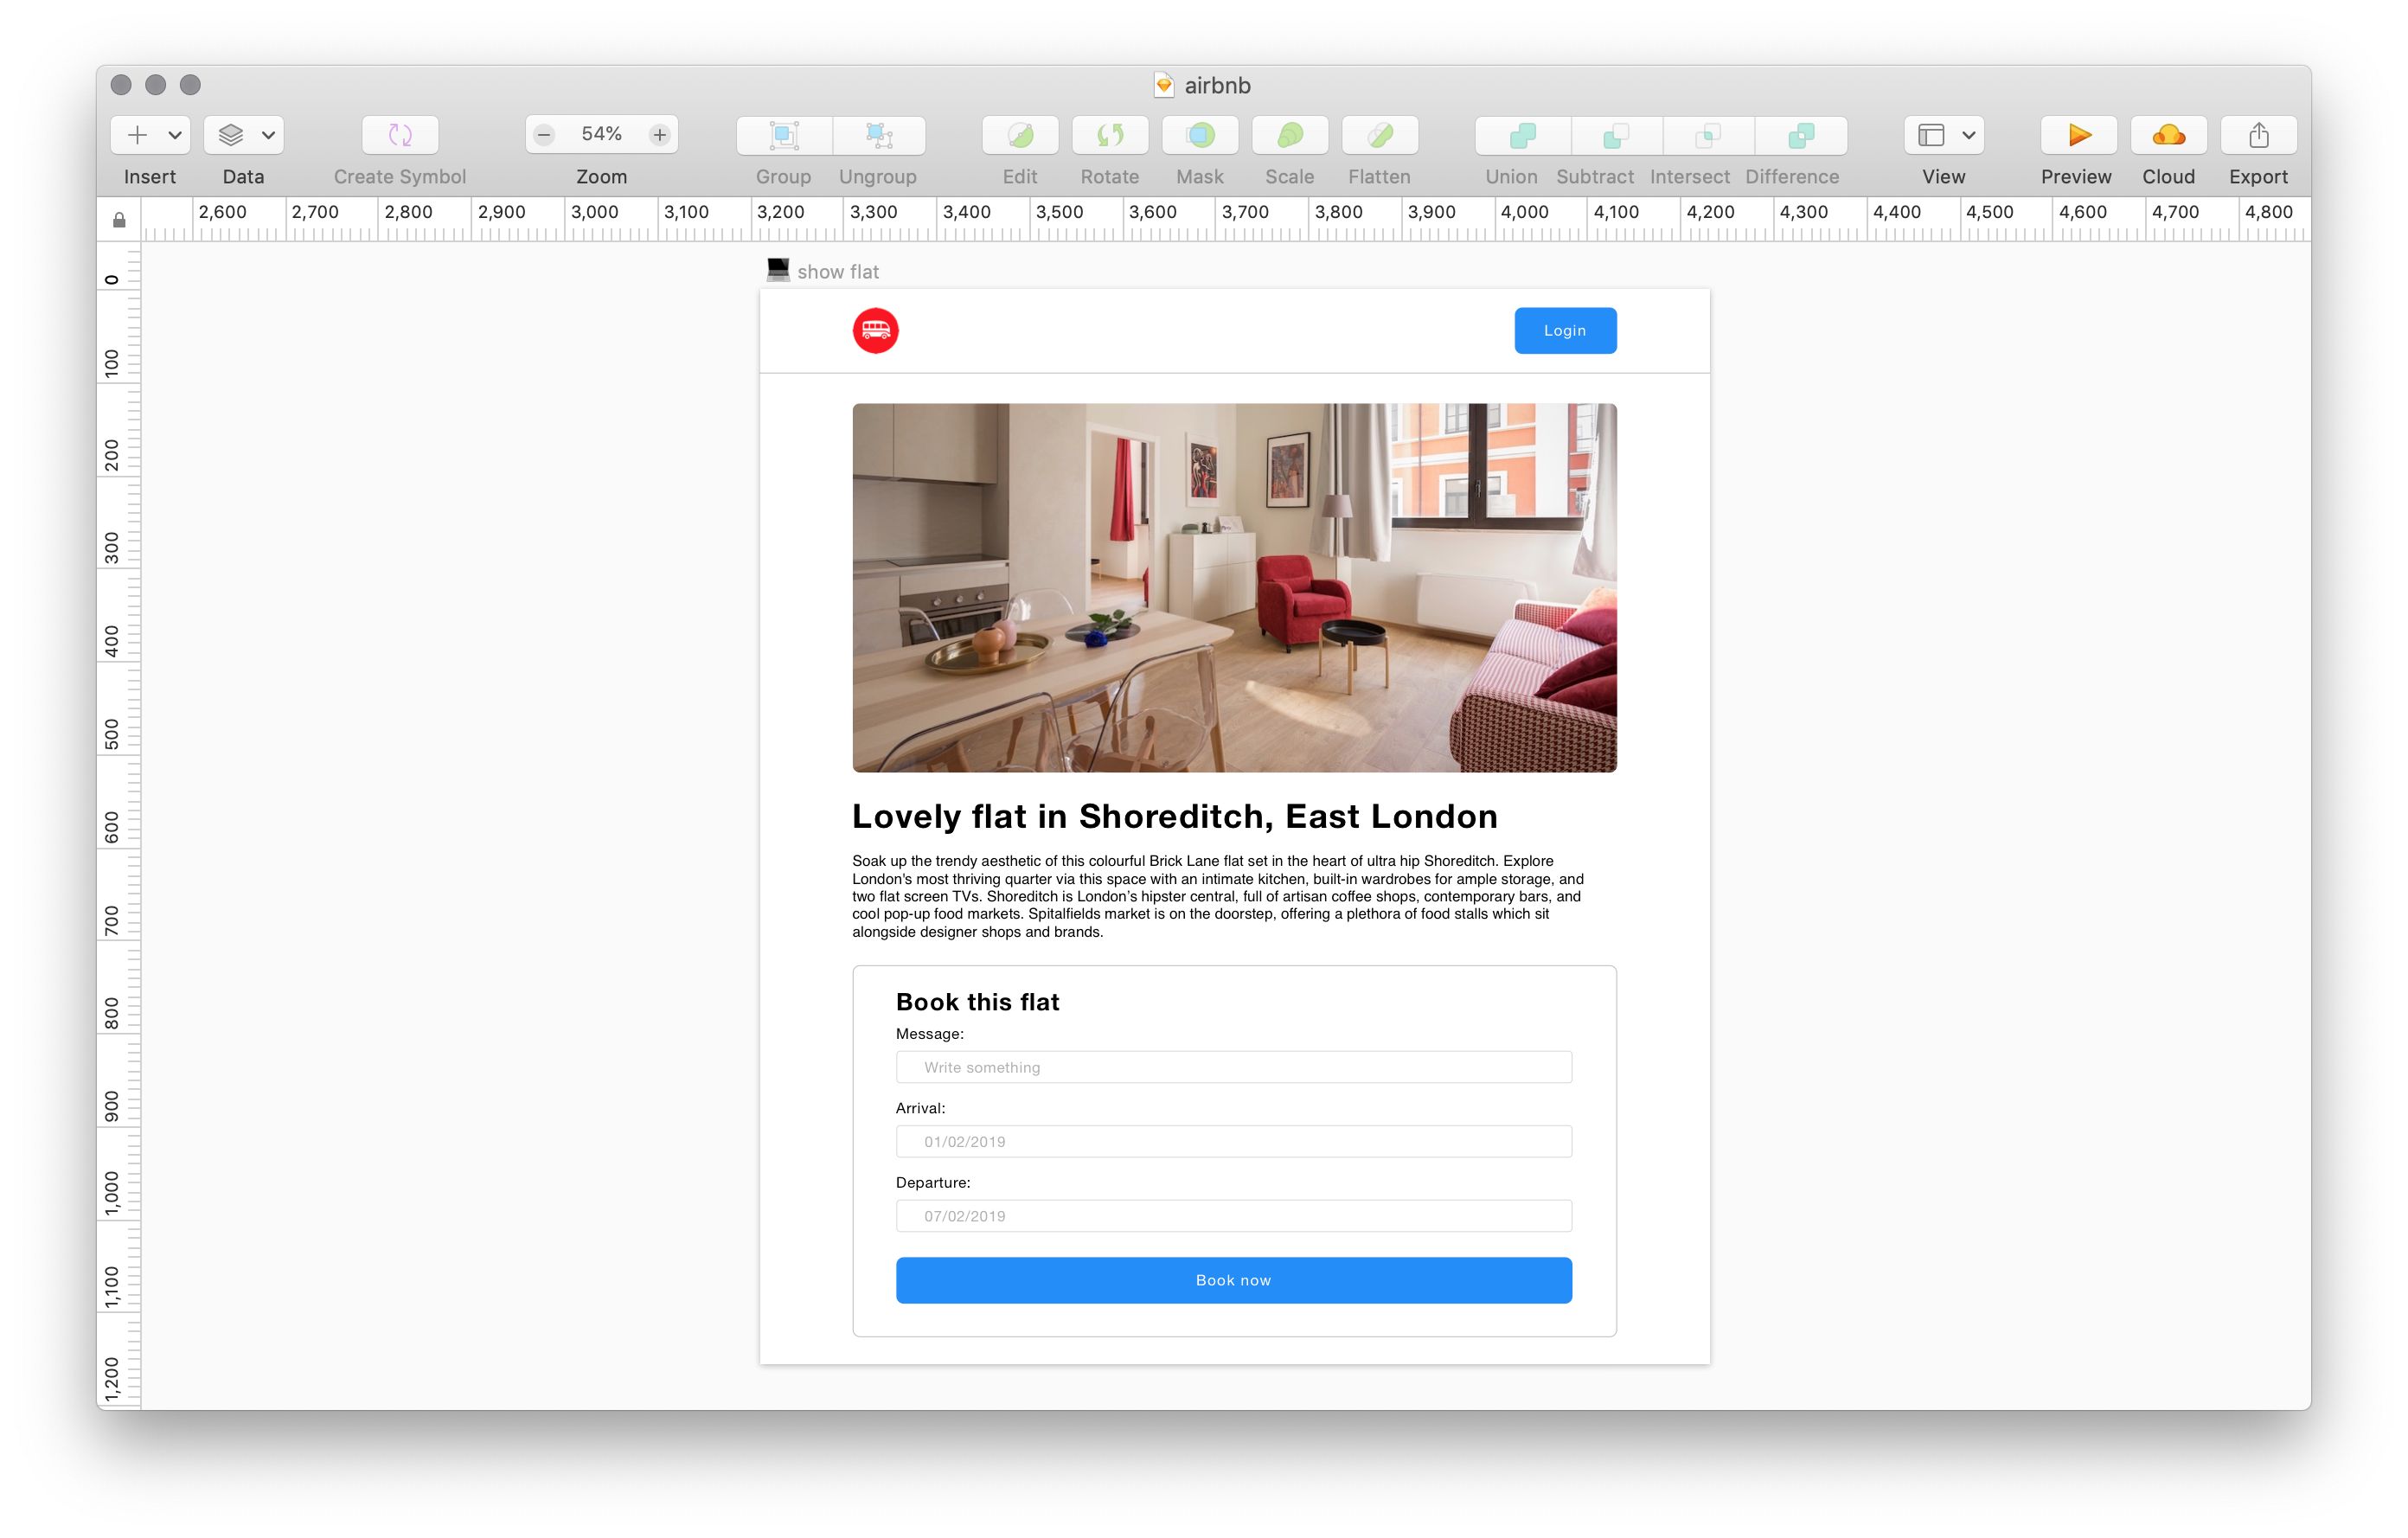 airbnb
54%
Insert Data Create Symbol Zoom Group Ungroup Edit Rotate Mask Scale Flatten Union Subtract Intersect Difference View Preview Cloud Export
2,600 2,700 2,800 2,900 3,000 3,100 3,200 3,300 3,400 3,500 3,600 3,700 3,800 3,900 4,000 4,100 4,200 4,300 4,400 4,500 4,600 4,700 4,800
0
100
200
300
400
500
600
700
800
900
1,000
1,100
1,200
show flat
Login
Lovely flat in Shoreditch, East London
Soak up the trendy aesthetic of this colourful Brick Lane flat set in the heart of ultra hip Shoreditch. Explore
London’s most thriving quarter via this space with an intimate kitchen, built-in wardrobes for ample storage, and
two flat screen TVs. Shoreditch is London’s hipster central, full of artisan coffee shops, contemporary bars, and
cool pop-up food markets. Spitalfields market is on the doorstep, offering a plethora of food stalls which sit
alongside designer shops and brands.
Book this flat
Message:
Write something
Arrival:
01/02/2019
Departure:
07/02/2019
Book now